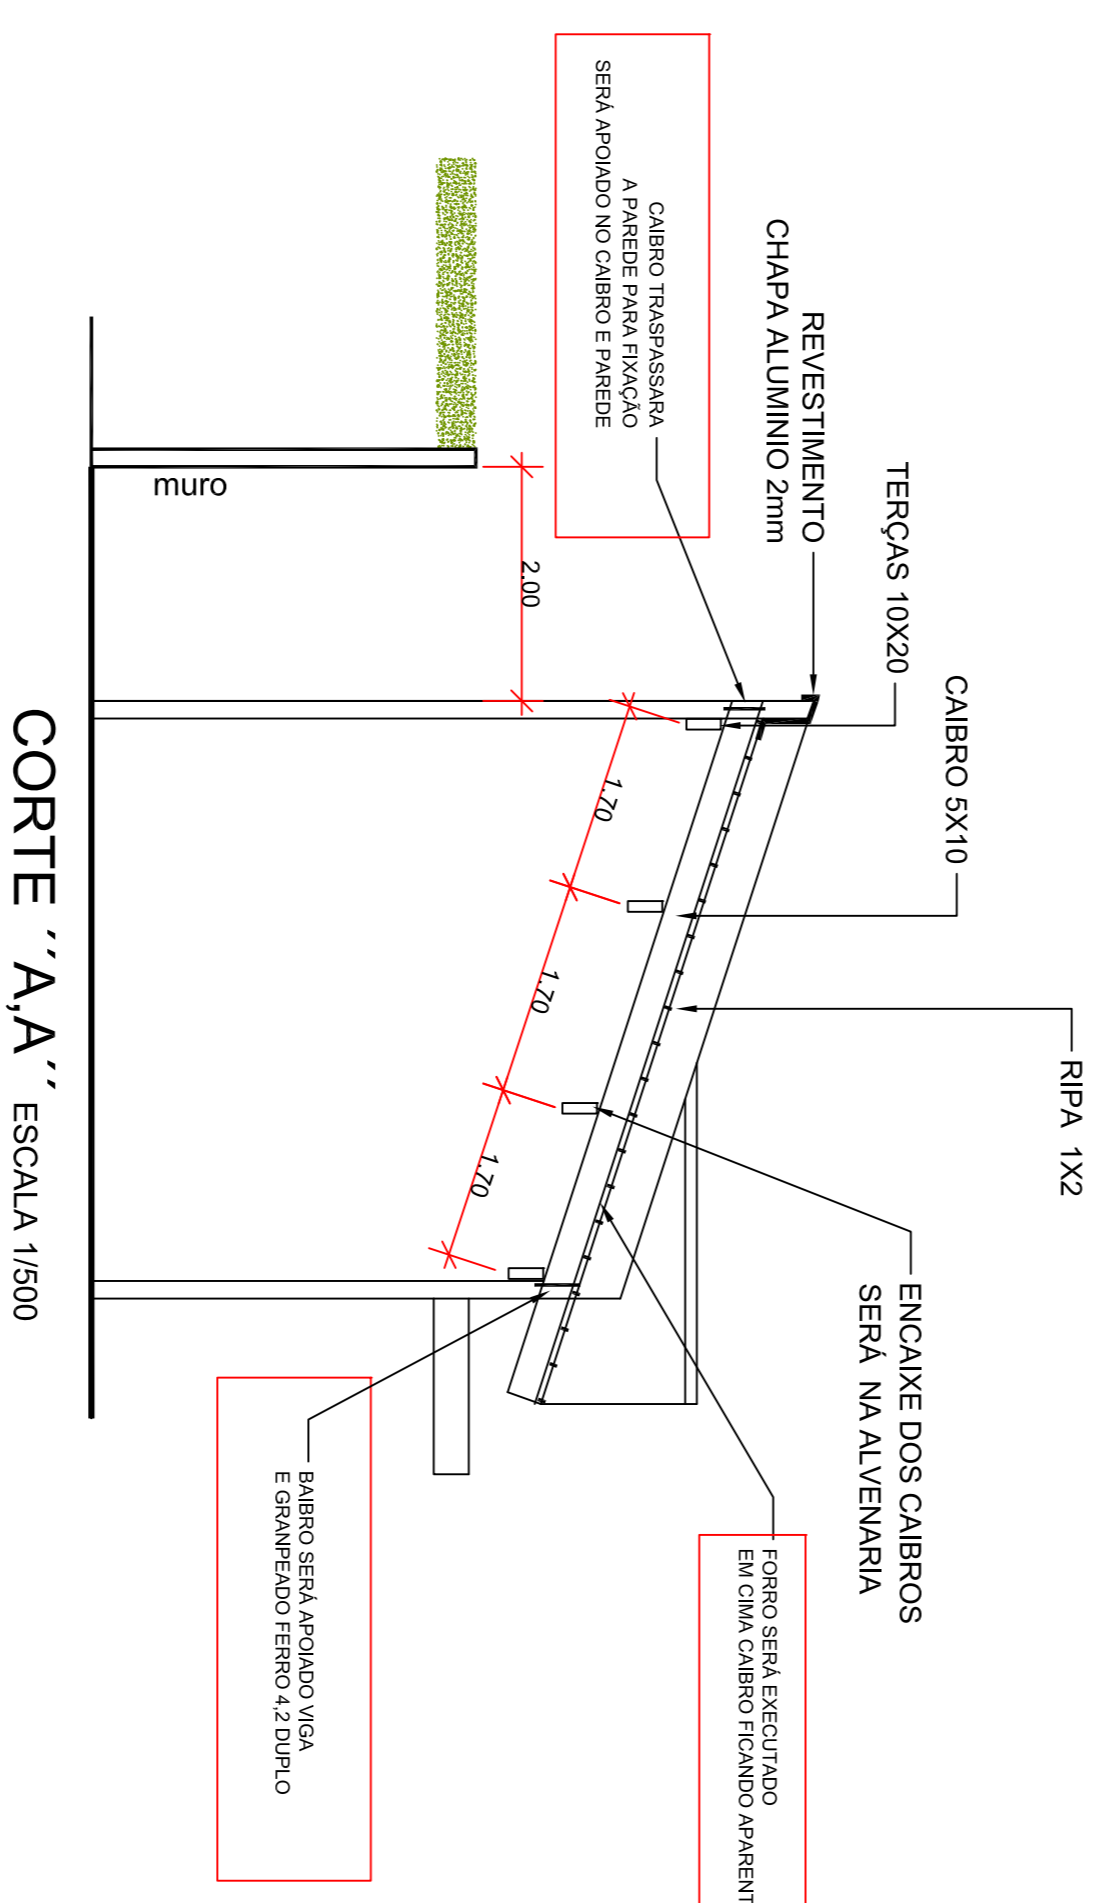 RIPA 1X2
CAIBRO 5X10
TERÇAS 10X20
REVESTIMENTO
CHAPA ALUMINIO 2mm
ENCAIXE DOS CAIBROS
SERÁ NA ALVENARIA
CAIBRO TRASPASSARA
A PAREDE PARA FIXAÇÃO
SERÁ APOIADO NO CAIBRO E PAREDE
FORRO SERÁ EXECUTADO
EM CIMA CAIBRO FICANDO APARENT
1.70
1.70
1.70
2.00
BAIBRO SERÁ APOIADO VIGA
E GRANPEADO FERRO 4,2 DUPLO
muro
CORTE ´´A,A´´ ESCALA 1/500